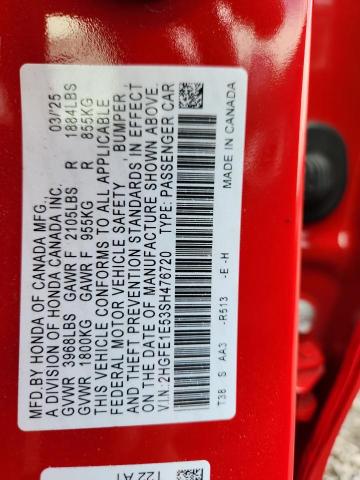 MFD.BY HONDA OF CANADA MFG. 03/'25
A DIVISION OF HONDA CANADA INC.
GVWR 3968LBS GAWR F 2105LBS R 1884LBS
GVWR 1800KG GAWR F 955KG R 855KG
THIS VEHICLE CONFORMS TO ALL APPLICABLE
FEDERAL MOTOR VEHICLE SAFETY, BUMPER,
AND THEFT PREVENTION STANDARDS IN EFFECT
ON THE DATE OF MANUFACTURE SHOWN ABOVE.
V.I.N.: 2HGFE1E53SH476720 TYPE: PASSENGER CAR
T38 S AA3 -R513 -E -H
MADE IN CANADA